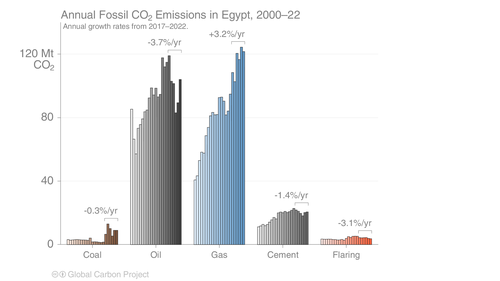 Annual Fossil CO₂ Emissions in Egypt, 2000–22
Annual growth rates from 2017–2022.
-3.7%/yr
+3.2%/yr
120 Mt
CO₂
80
40
-0.3%/yr
-1.4%/yr
-3.1%/yr
0
Coal
Oil
Gas
Cement
Flaring
Global Carbon Project